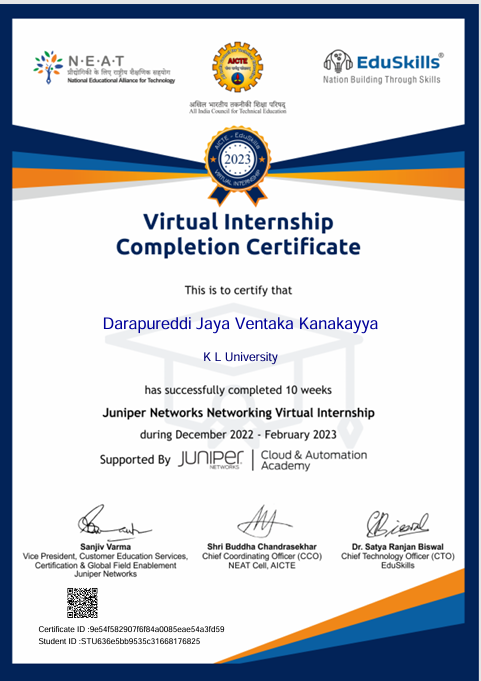 N·E·A·T
प्रौद्योगिकी के लिए राष्ट्रीय शैक्षणिक सहयोग
National Educational Alliance for Technology
AICTE
अखिल भारतीय तकनीकी शिक्षा परिषद्
All India Council for Technical Education
EduSkills®
Nation Building Through Skills
AICTE - EduSkills
2023
VIRTUAL INTERNSHIP
Virtual Internship
Completion Certificate
This is to certify that
Darapureddi Jaya Ventaka Kanakayya
K L University
has successfully completed 10 weeks
Juniper Networks Networking Virtual Internship
during December 2022 - February 2023
Supported By JUNIPER NETWORKS | Cloud & Automation Academy
Sanjiv Varma
Vice President, Customer Education Services,
Certification & Global Field Enablement
Juniper Networks
Shri Buddha Chandrasekhar
Chief Coordinating Officer (CCO)
NEAT Cell, AICTE
Dr. Satya Ranjan Biswal
Chief Technology Officer (CTO)
EduSkills
Certificate ID :9e54f582907f6f84a0085eae54a3fd59
Student ID :STU636e5bb9535c31668176825